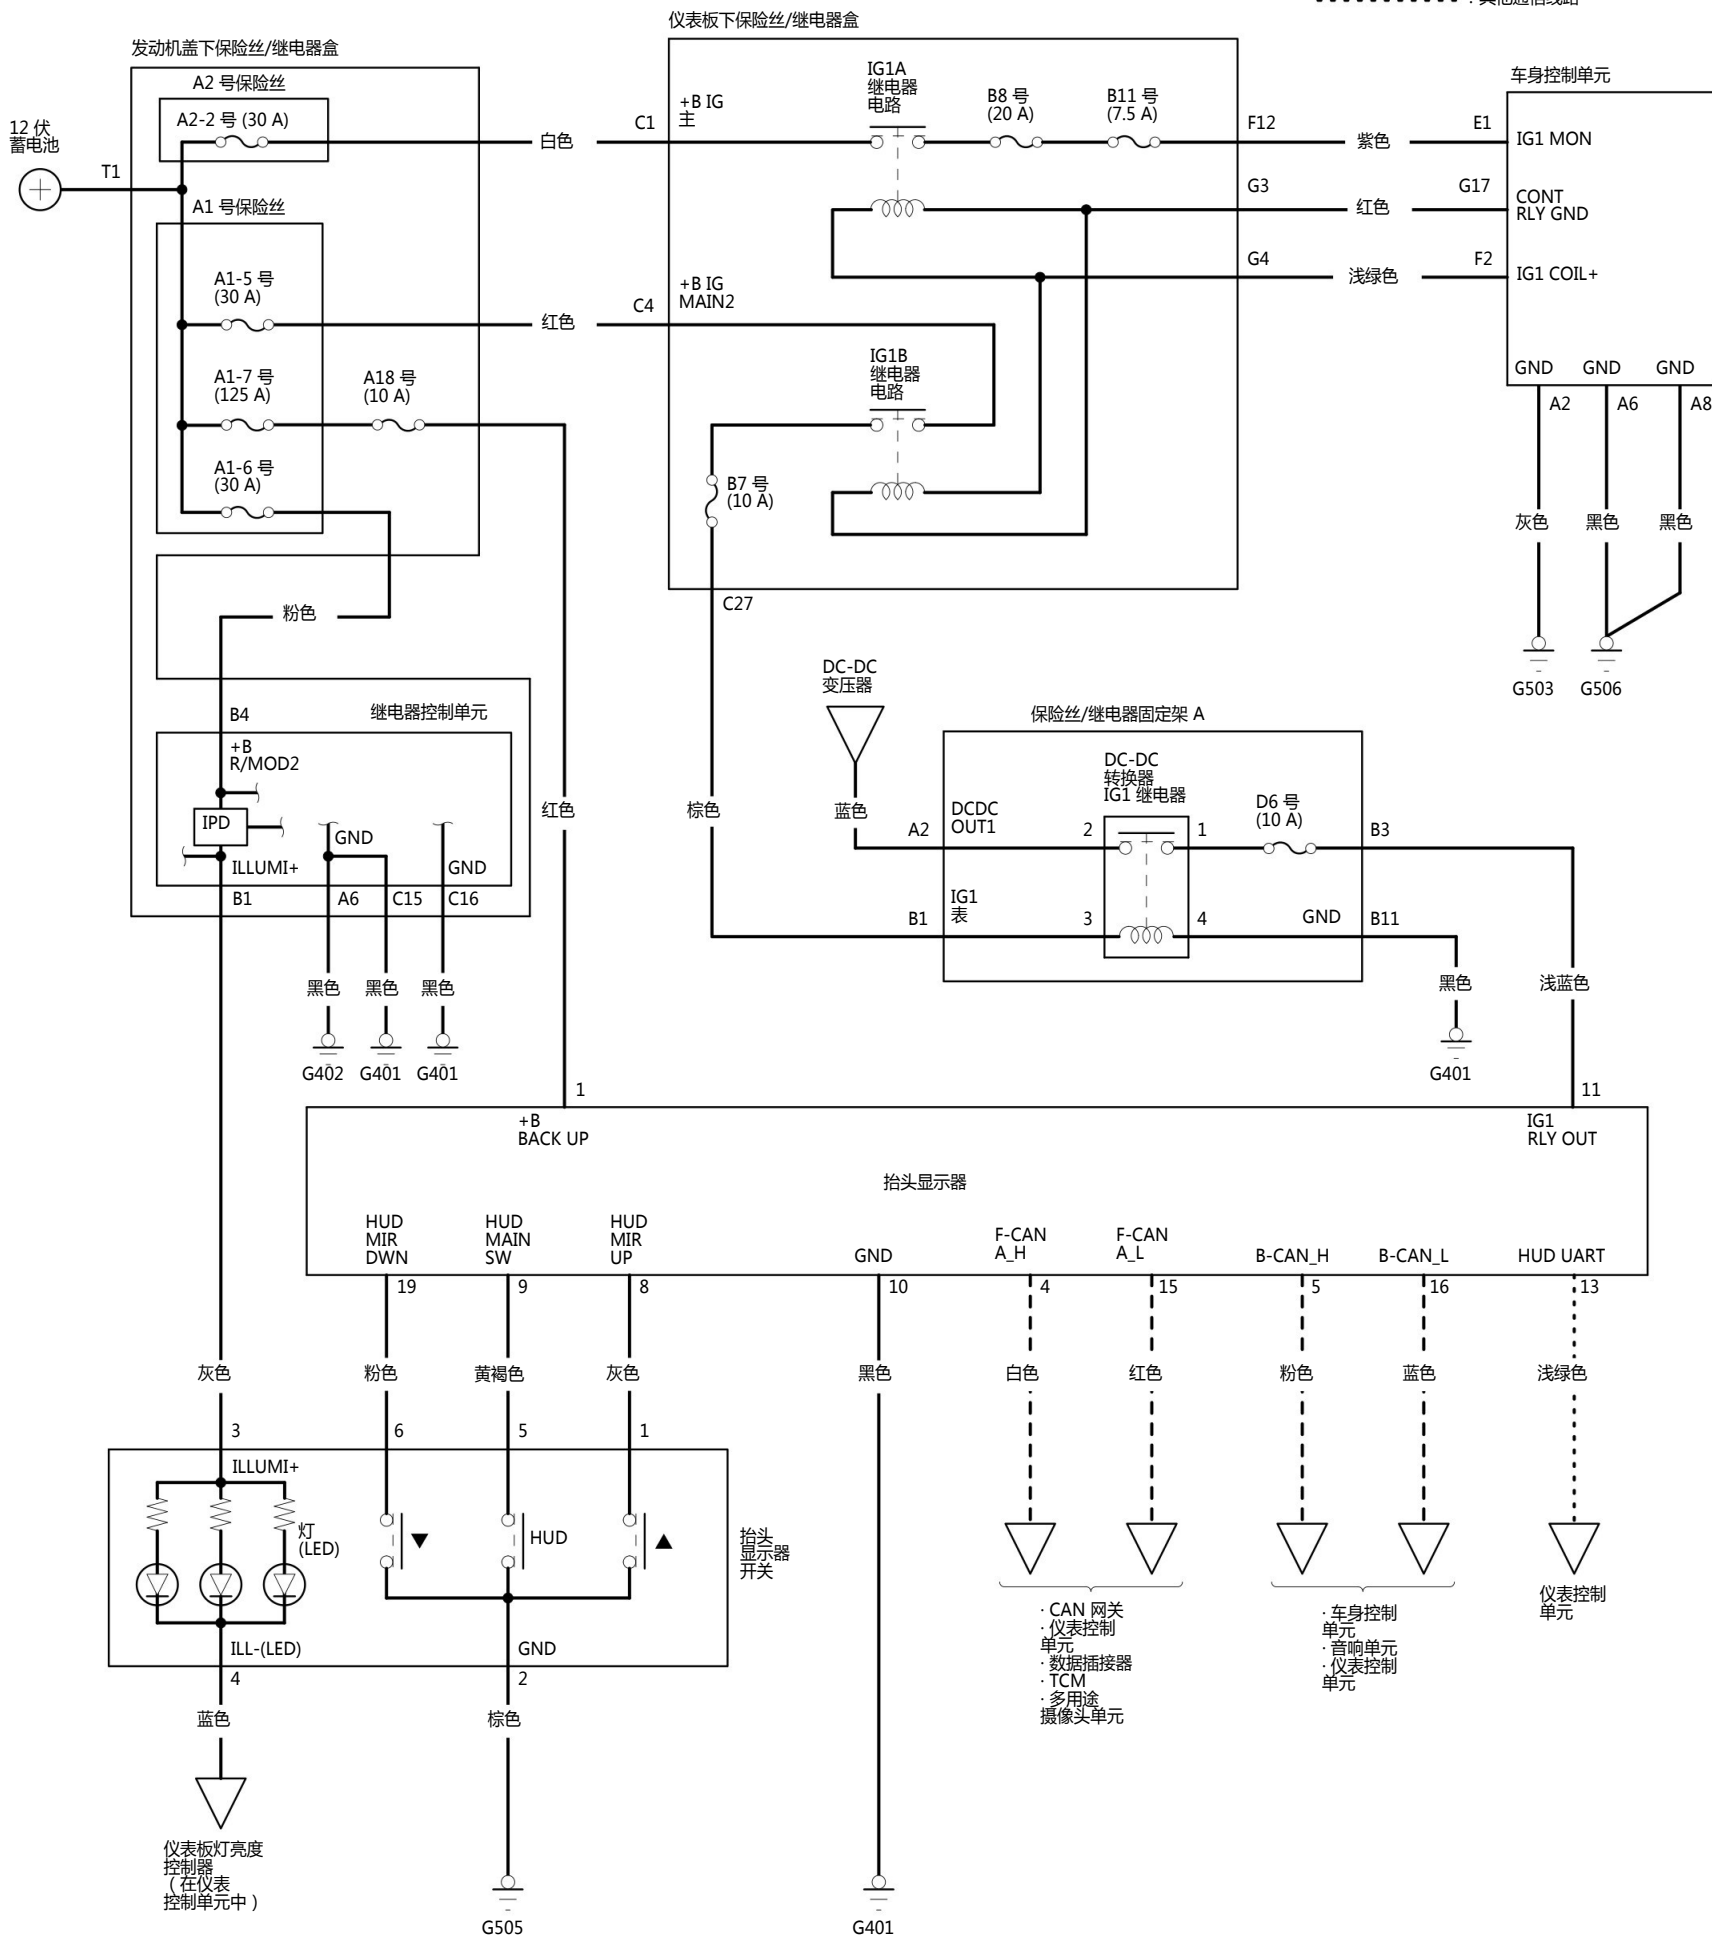 仪表板下保险丝/继电器盒
发动机盖下保险丝/继电器盒
A2 号保险丝
A2-2 号 (30 A)
12 伏
蓄电池
T1
A1 号保险丝
A1-5 号
(30 A)
A1-7 号
(125 A)
A18 号
(10 A)
A1-6 号
(30 A)
白色
C1
+B IG
主
IG1A
继电器
电路
B8 号
(20 A)
B11 号
(7.5 A)
F12
紫色
E1
车身控制单元
IG1 MON
G3
红色
G17
CONT
RLY GND
G4
浅绿色
F2
IG1 COIL+
红色
C4
+B IG
MAIN2
IG1B
继电器
电路
B7 号
(10 A)
C27
GND
GND
GND
A2
A6
A8
灰色
黑色
黑色
G503
G506
粉色
B4
继电器控制单元
+B
R/MOD2
IPD
GND
ILLUMI+
GND
B1
A6
C15
C16
黑色
黑色
黑色
G402
G401
G401
红色
棕色
DC-DC
变压器
蓝色
保险丝/继电器固定架 A
DC-DC
转换器
IG1 继电器
D6 号
(10 A)
A2
DCDC
OUT1
2
1
B3
B1
IG1
表
3
4
GND
B11
黑色
浅蓝色
G401
1
11
+B
BACK UP
IG1
RLY OUT
抬头显示器
HUD
MIR
DWN
HUD
MAIN
SW
HUD
MIR
UP
GND
F-CAN
A_H
F-CAN
A_L
B-CAN_H
B-CAN_L
HUD UART
19
9
8
10
4
15
5
16
13
灰色
粉色
黄褐色
灰色
黑色
白色
红色
粉色
蓝色
浅绿色
3
6
5
1
ILLUMI+
灯
(LED)
▼
HUD
▲
抬头
显示器
开关
ILL-(LED)
GND
4
2
蓝色
棕色
· CAN 网关
· 仪表控制
单元
· 数据插接器
· TCM
· 多用途
摄像头单元
· 车身控制
单元
· 音响单元
· 仪表控制
单元
仪表控制
单元
仪表板灯亮度
控制器
（在仪表
控制单元中）
G505
G401